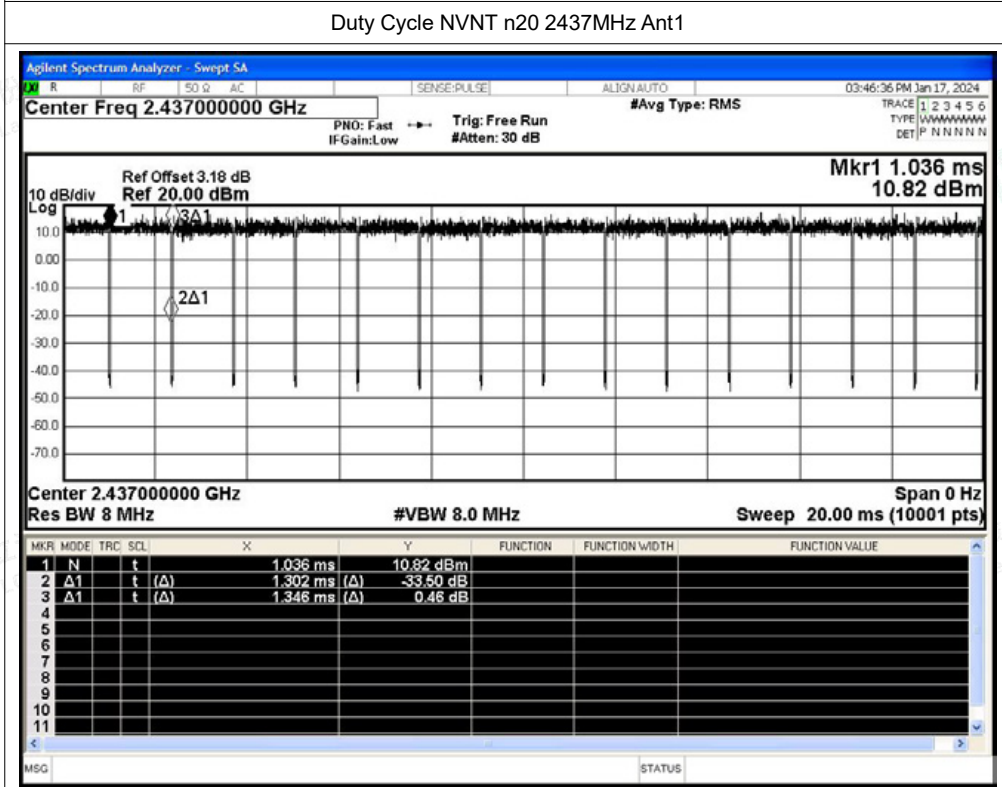 Duty Cycle NVNT n20 2437MHz Ant1
Agilent Spectrum Analyzer - Swept SA
R RF 50 Ω AC SENSE:PULSE ALIGN AUTO 03:46:36 PM Jan 17, 2024
Center Freq 2.437000000 GHz #Avg Type: RMS TRACE 1 2 3 4 5 6
PNO: Fast Trig: Free Run TYPE WWWWWW
IFGain:Low #Atten: 30 dB DET P N N N N N
Mkr1 1.036 ms
10.82 dBm
Ref Offset 3.18 dB
10 dB/div Ref 20.00 dBm
Log
1 3Δ1
10.0
0.00
-10.0
2Δ1
-20.0
-30.0
-40.0
-50.0
-60.0
-70.0
Center 2.437000000 GHz Span 0 Hz
Res BW 8 MHz #VBW 8.0 MHz Sweep 20.00 ms (10001 pts)
MKR MODE TRC SCL X Y FUNCTION FUNCTION WIDTH FUNCTION VALUE
1 N t 1.036 ms 10.82 dBm
2 Δ1 t (Δ) 1.302 ms (Δ) -33.50 dB
3 Δ1 t (Δ) 1.346 ms (Δ) 0.46 dB
4
5
6
7
8
9
10
11
MSG STATUS